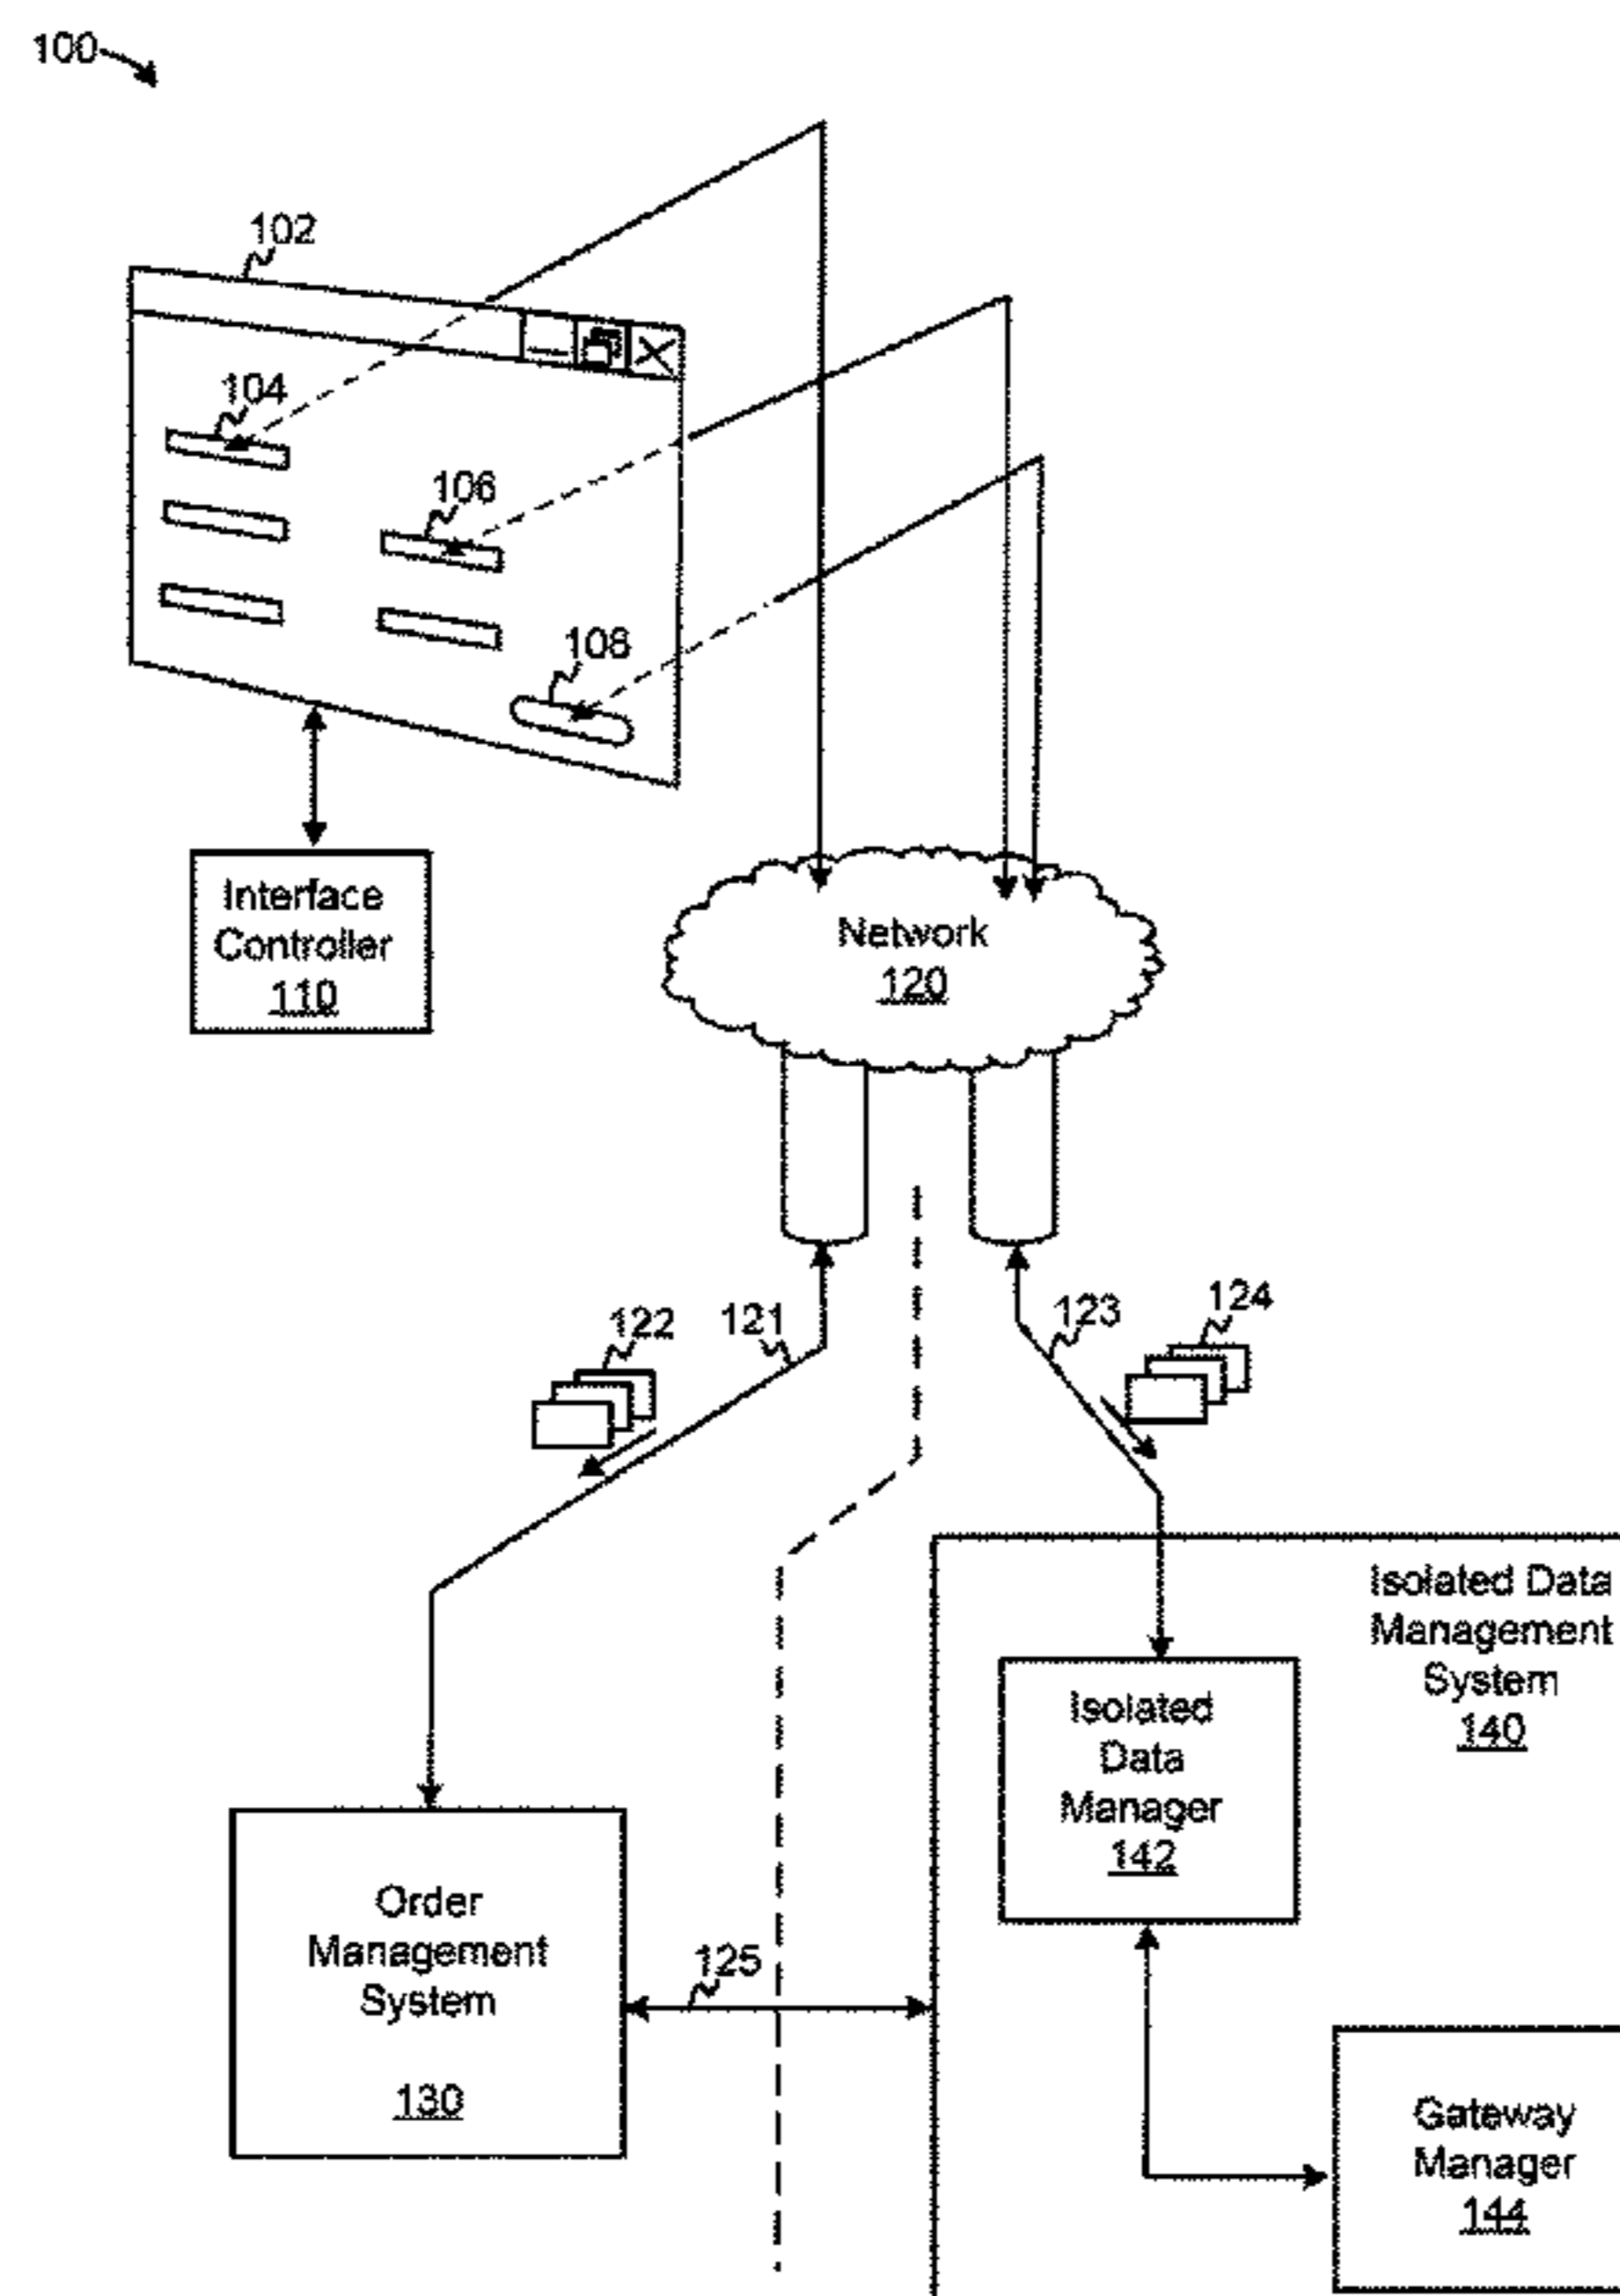 100
102
104
106
108
Interface
Controller
110
Network
120
122
121
123
124
Isolated Data
Management
System
140
Isolated
Data
Manager
142
Order
Management
System
130
125
Gateway
Manager
144